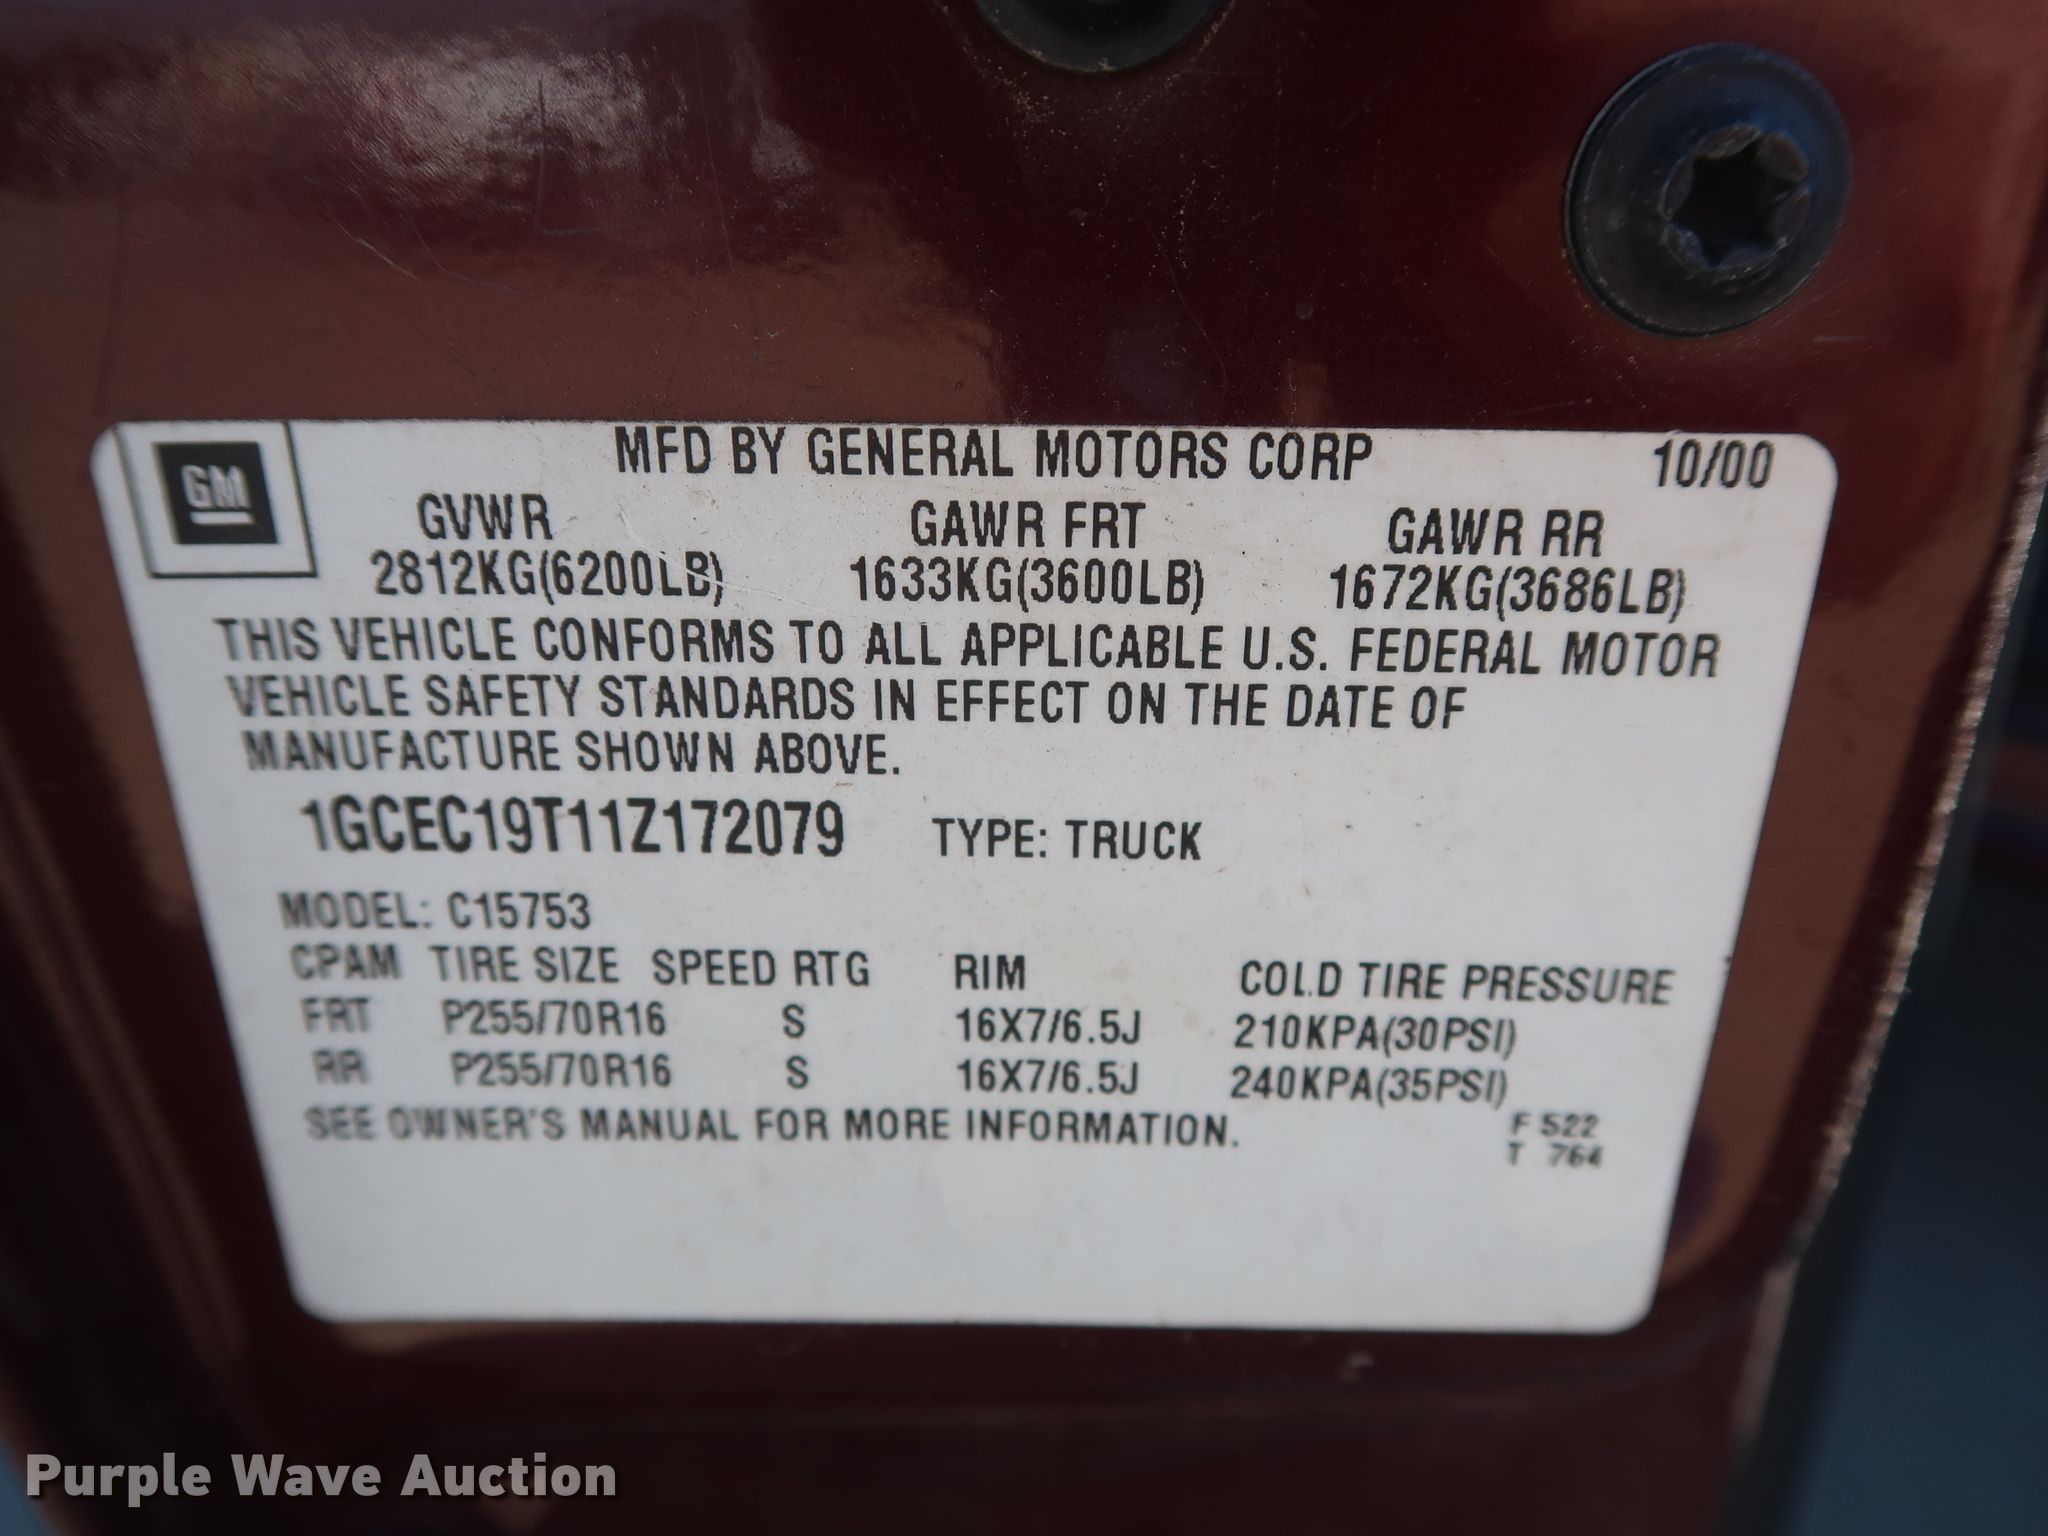 GM
MFD BY GENERAL MOTORS CORP 10/00
GVWR GAWR FRT GAWR RR
2812KG(6200LB) 1633KG(3600LB) 1672KG(3686LB)
THIS VEHICLE CONFORMS TO ALL APPLICABLE U.S. FEDERAL MOTOR
VEHICLE SAFETY STANDARDS IN EFFECT ON THE DATE OF
MANUFACTURE SHOWN ABOVE.
1GCEC19T11Z172079 TYPE: TRUCK
MODEL: C15753
CPAM TIRE SIZE SPEED RTG RIM COLD TIRE PRESSURE
FRT P255/70R16 S 16X7/6.5J 210KPA(30PSI)
RR P255/70R16 S 16X7/6.5J 240KPA(35PSI)
SEE OWNER'S MANUAL FOR MORE INFORMATION.
F 522
T 764
Purple Wave Auction